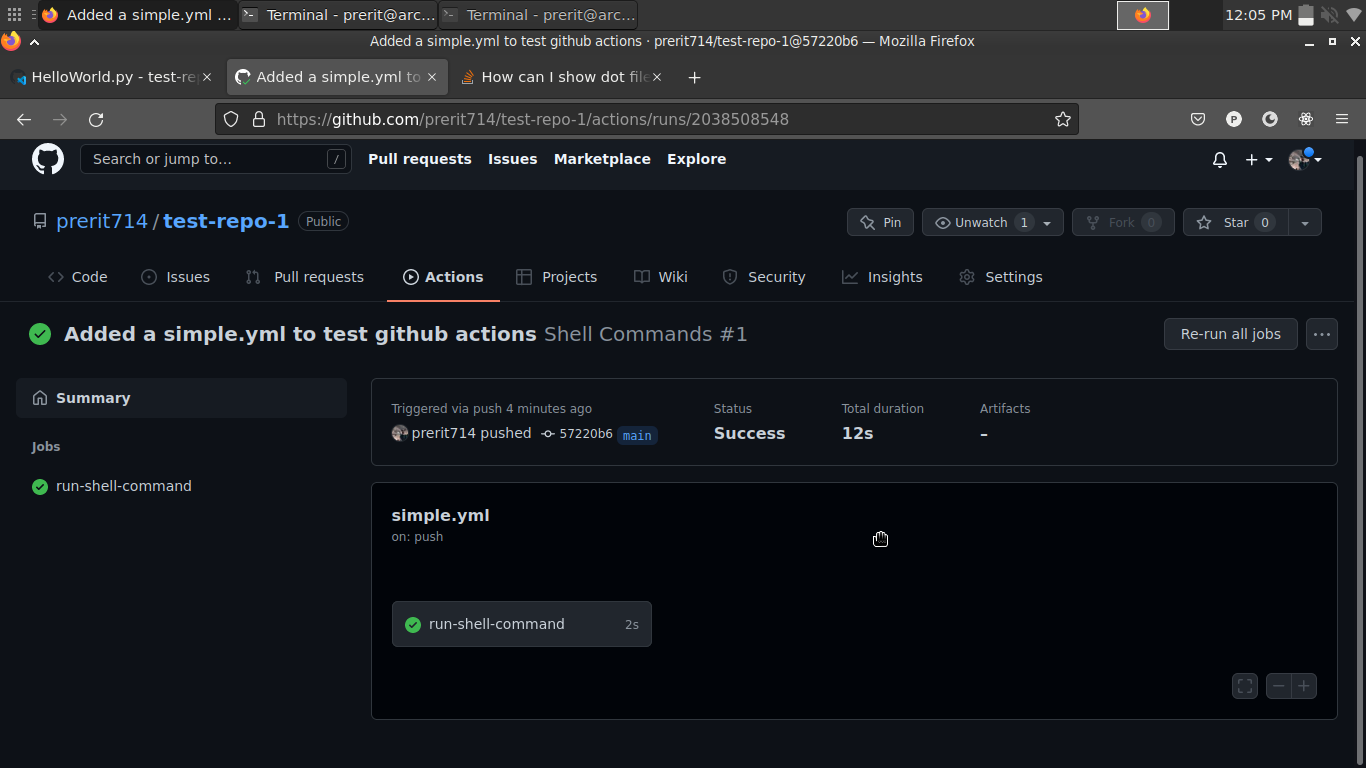 Added a simple.yml ... Terminal - prerit@arc... Terminal - prerit@arc... 12:05 PM
Added a simple.yml to test github actions · prerit714/test-repo-1@57220b6 — Mozilla Firefox
HelloWorld.py - test-re Added a simple.yml to How can I show dot file
https://github.com/prerit714/test-repo-1/actions/runs/2038508548 P
Search or jump to... / Pull requests Issues Marketplace Explore
prerit714 / test-repo-1 Public Pin Unwatch 1 Fork 0 Star 0
Code Issues Pull requests Actions Projects Wiki Security Insights Settings
Added a simple.yml to test github actions Shell Commands #1 Re-run all jobs
Summary
Jobs
run-shell-command
Triggered via push 4 minutes ago Status Total duration Artifacts
prerit714 pushed 57220b6 main Success 12s –
simple.yml
on: push
run-shell-command 2s